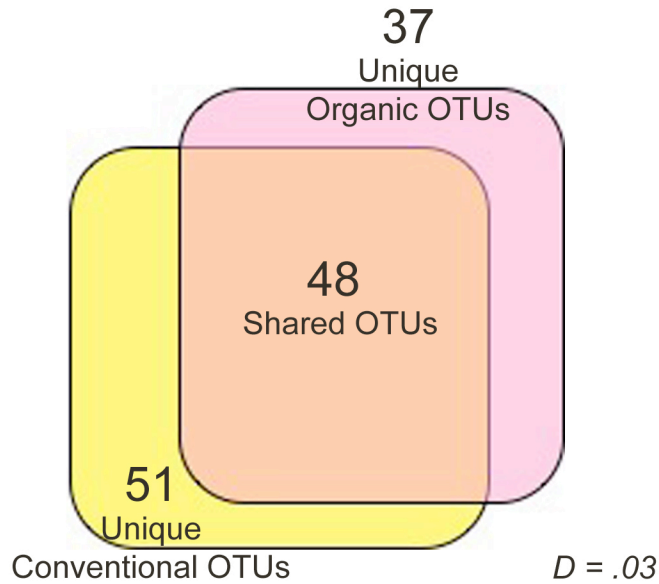 37
Unique
Organic OTUs
48
Shared OTUs
51
Unique
Conventional OTUs
D = .03